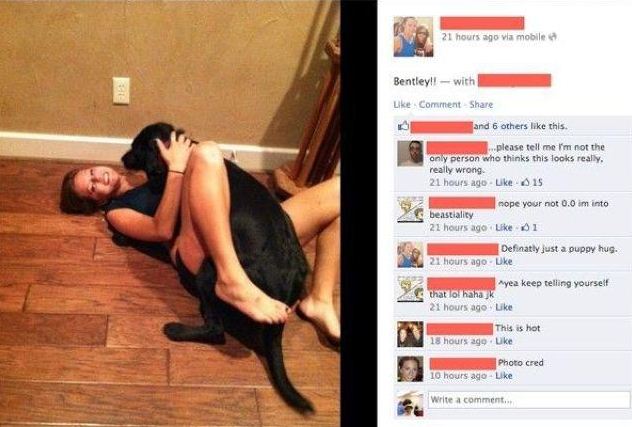 21 hours ago via mobile
Bentley!! — with
Like · Comment · Share
and 6 others like this.
...please tell me I'm not the
only person who thinks this looks really,
really wrong.
21 hours ago · Like · 15
nope your not 0.0 im into
beastiality
21 hours ago · Like · 1
Definatly just a puppy hug.
21 hours ago · Like
^yea keep telling yourself
that lol haha jk
21 hours ago · Like
This is hot
18 hours ago · Like
Photo cred
10 hours ago · Like
Write a comment...